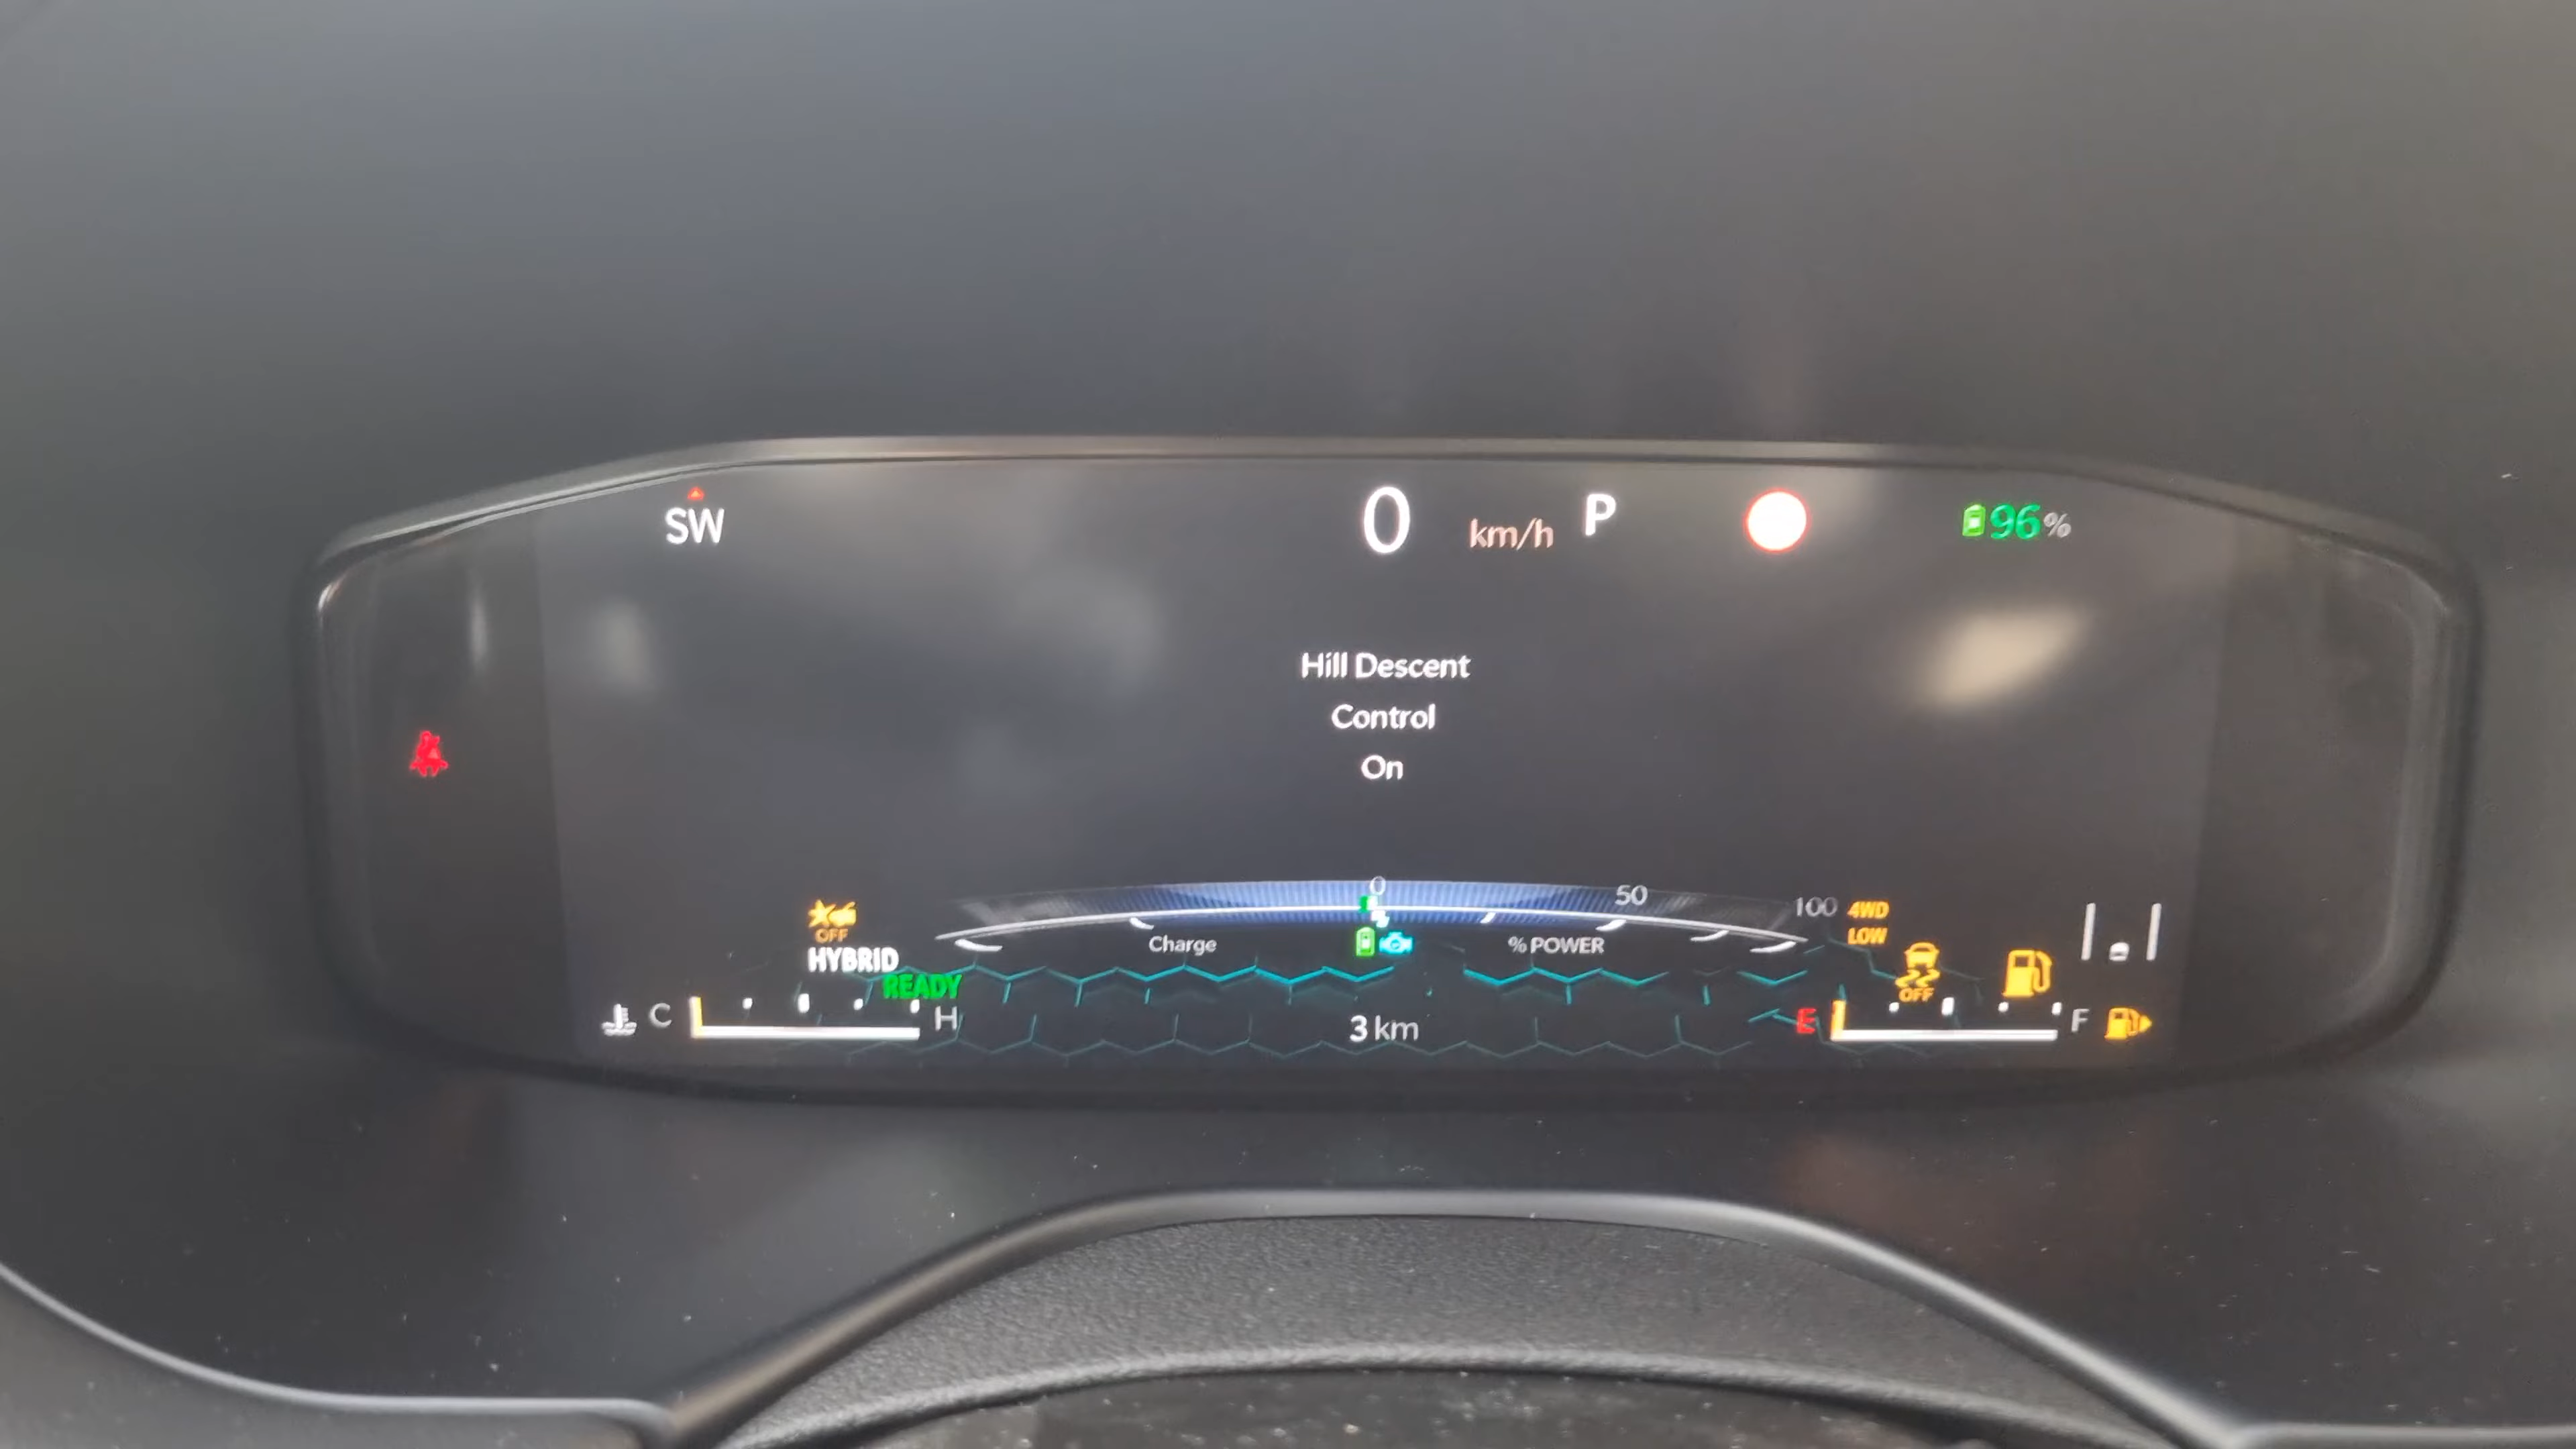 SW
0 km/h P
96%
Hill Descent
Control
On
0
50
100
4WD
LOW
OFF
HYBRID
READY
Charge
% POWER
OFF
C
H
3 km
E
F